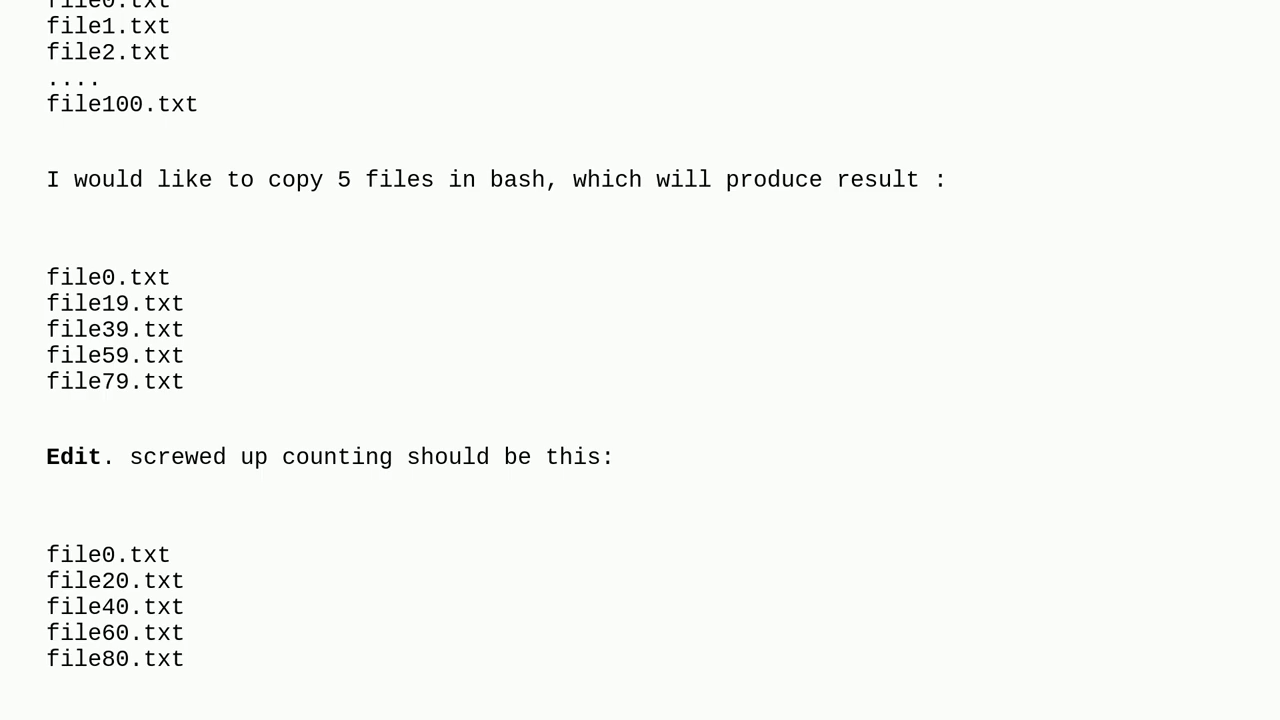 file0.txt
file1.txt
file2.txt
....
file100.txt
I would like to copy 5 files in bash, which will produce result :
file0.txt
file19.txt
file39.txt
file59.txt
file79.txt
Edit. screwed up counting should be this:
file0.txt
file20.txt
file40.txt
file60.txt
file80.txt